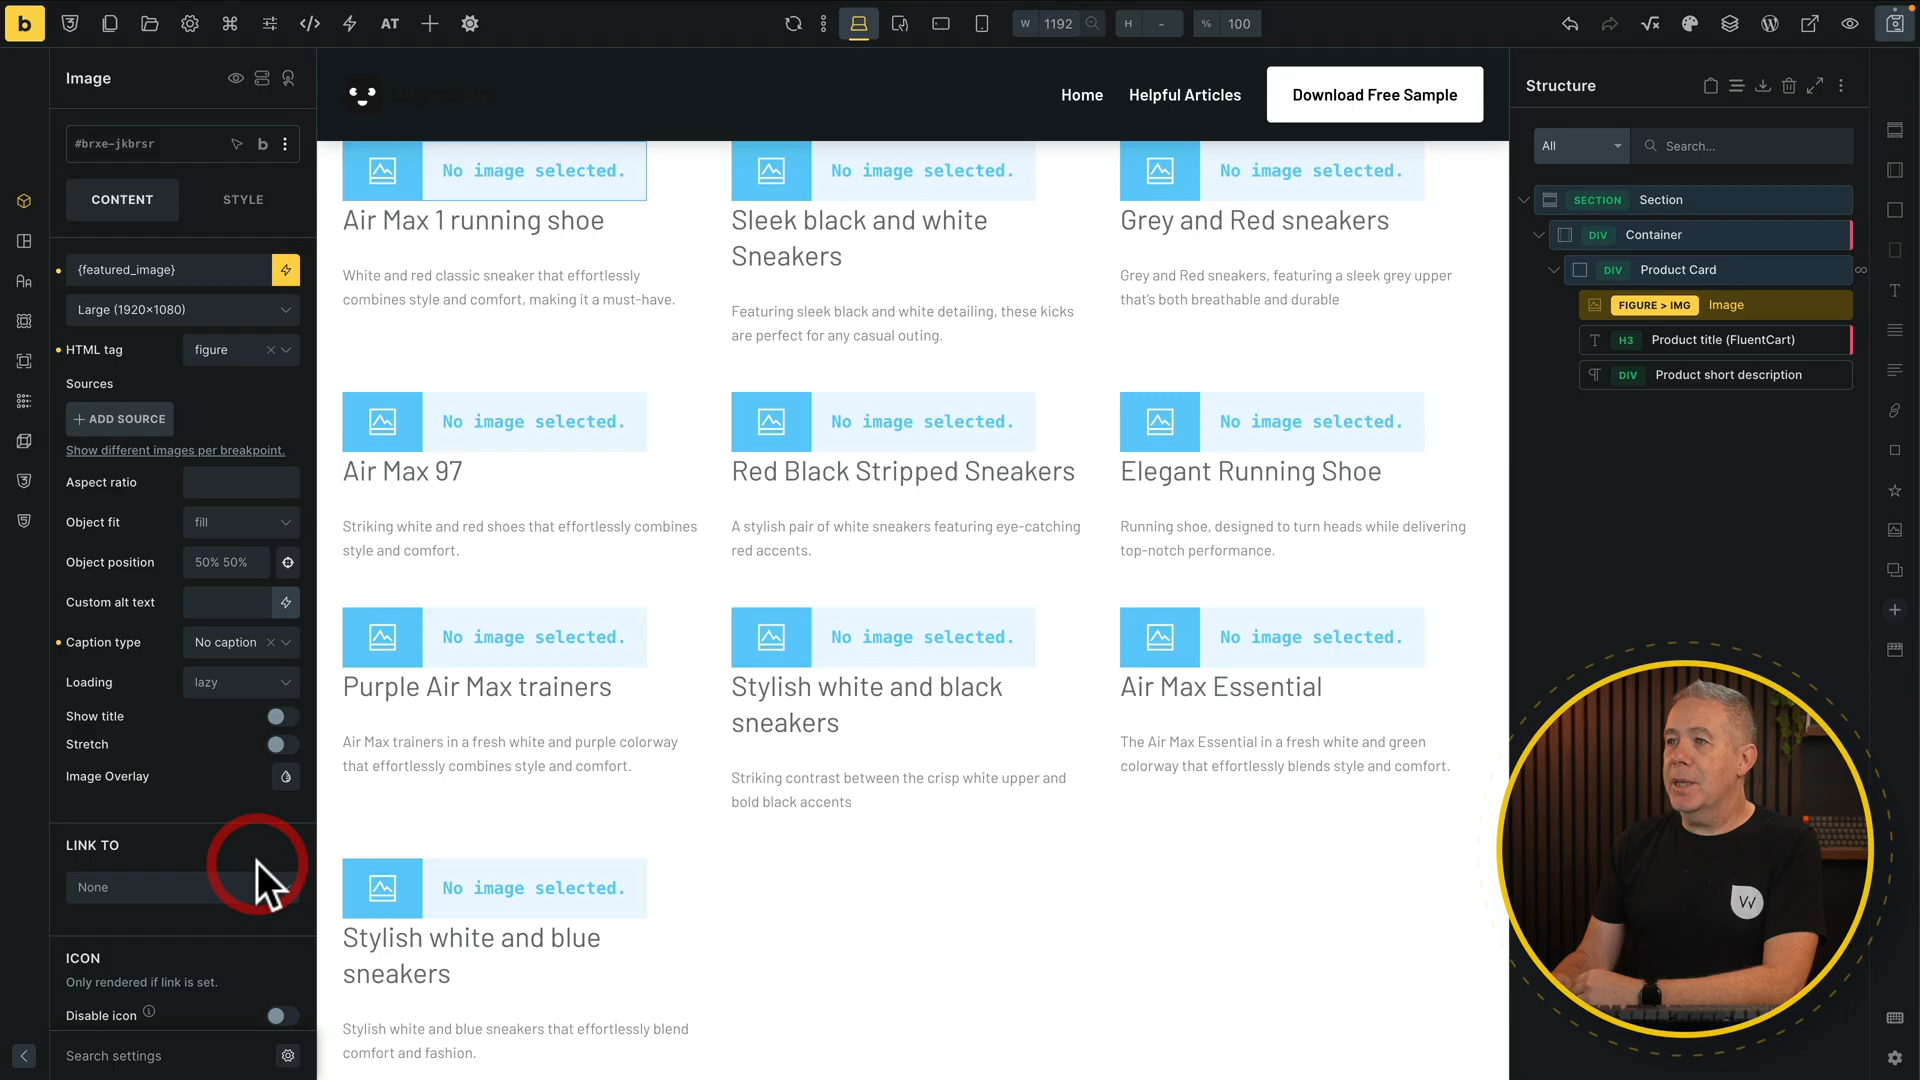 b
AT
W 1192
H -
% 100
Image
#brxe-jkbrsr
b
CONTENT
STYLE
{featured_image}
Large (1920×1080)
HTML tag
figure
Sources
+ ADD SOURCE
Show different images per breakpoint.
Aspect ratio
Object fit
fill
Object position
50% 50%
Custom alt text
Caption type
No caption
Loading
lazy
Show title
Stretch
Image Overlay
LINK TO
None
ICON
Only rendered if link is set.
Disable icon
Search settings
Home
Helpful Articles
Download Free Sample
No image selected.
Air Max 1 running shoe
White and red classic sneaker that effortlessly
combines style and comfort, making it a must-have.
No image selected.
Sleek black and white
Sneakers
Featuring sleek black and white detailing, these kicks
are perfect for any casual outing.
No image selected.
Grey and Red sneakers
Grey and Red sneakers, featuring a sleek grey upper
that's both breathable and durable
No image selected.
Air Max 97
Striking white and red shoes that effortlessly combines
style and comfort.
No image selected.
Red Black Stripped Sneakers
A stylish pair of white sneakers featuring eye-catching
red accents.
No image selected.
Elegant Running Shoe
Running shoe, designed to turn heads while delivering
top-notch performance.
No image selected.
Purple Air Max trainers
Air Max trainers in a fresh white and purple colorway
that effortlessly combines style and comfort.
No image selected.
Stylish white and black
sneakers
Striking contrast between the crisp white upper and
bold black accents
No image selected.
Air Max Essential
The Air Max Essential in a fresh white and green
colorway that effortlessly blends style and comfort.
No image selected.
Stylish white and blue
sneakers
Stylish white and blue sneakers that effortlessly blend
comfort and fashion.
Structure
All
Search...
SECTION Section
DIV Container
DIV Product Card
FIGURE > IMG Image
H3 Product title (FluentCart)
DIV Product short description
W